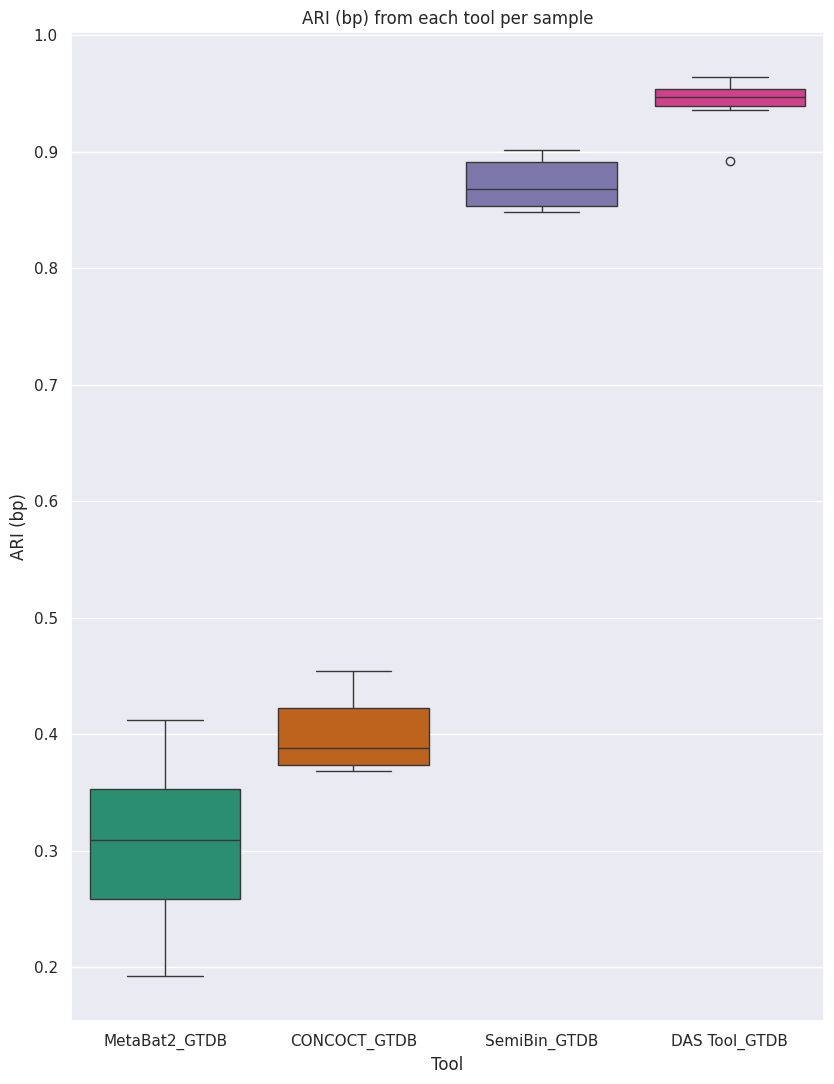 ARI (bp) from each tool per sample
1.0
0.9
0.8
0.7
0.6
0.5
0.4
0.3
0.2
ARI (bp)
MetaBat2_GTDB
CONCOCT_GTDB
SemiBin_GTDB
DAS Tool_GTDB
Tool